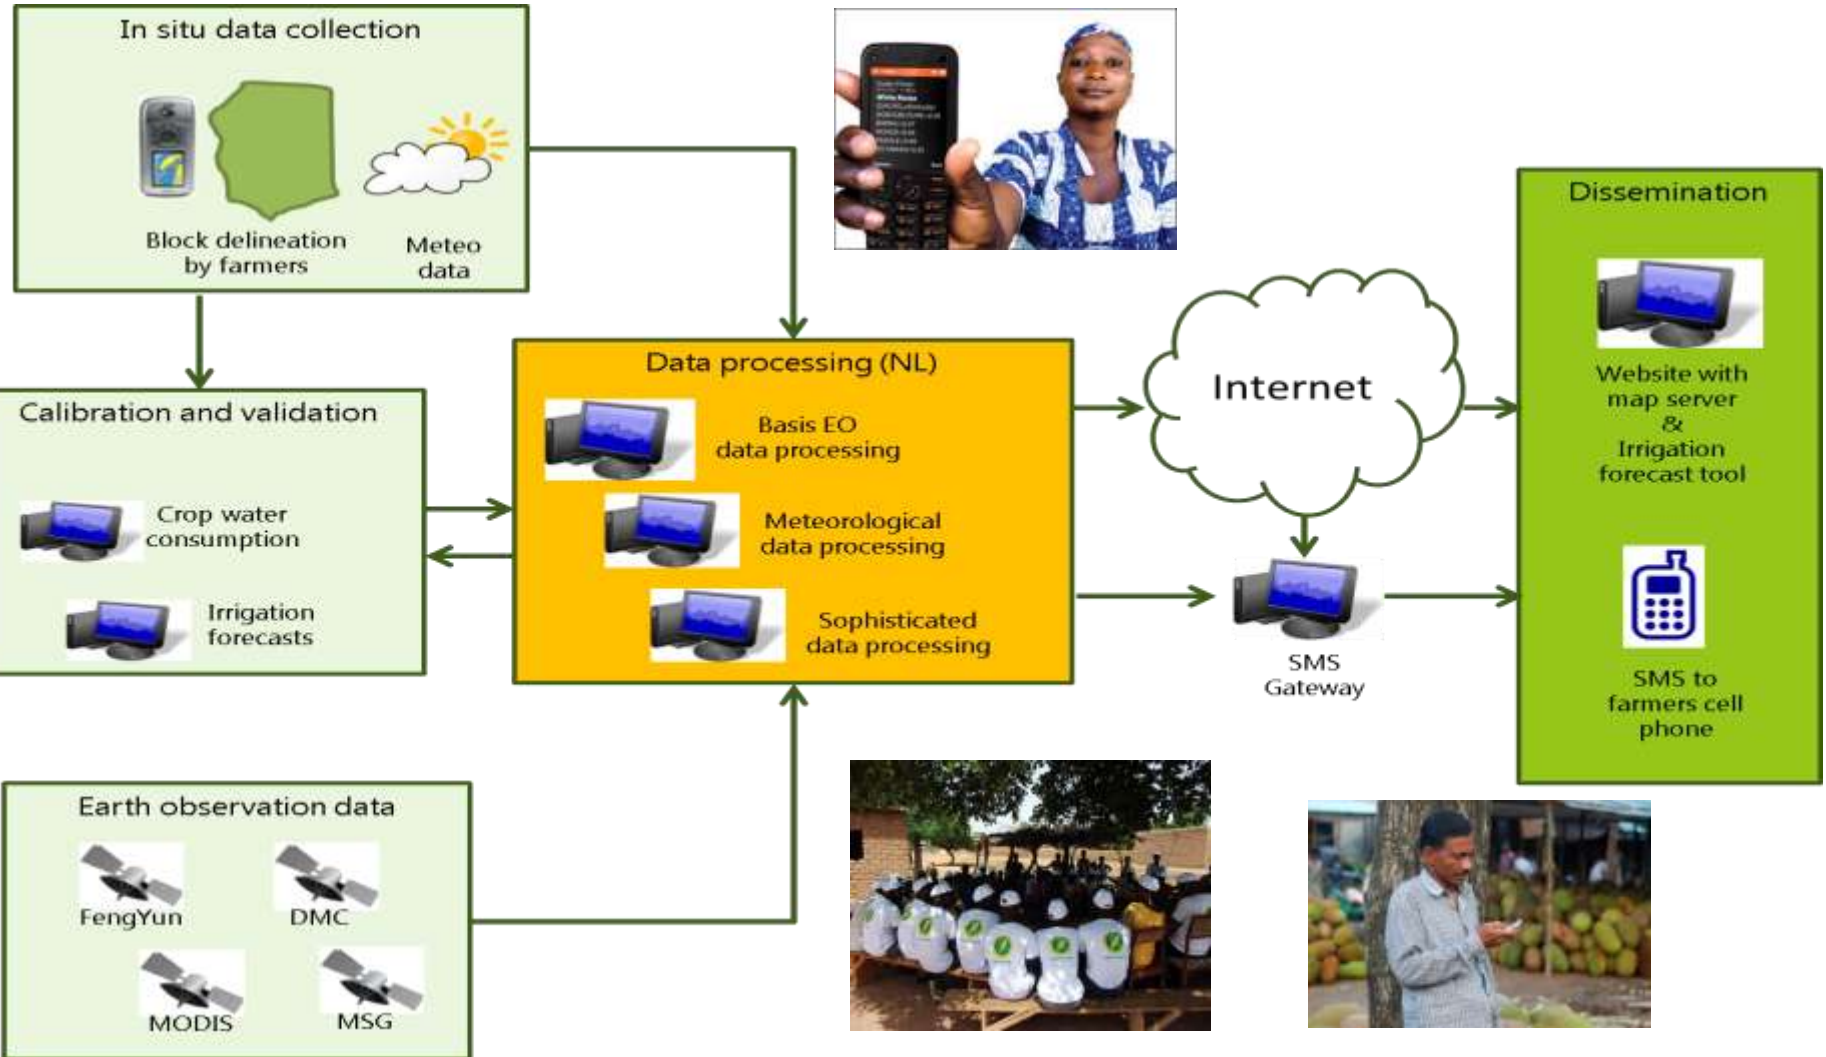 In situ data collection
Block delineation
by farmers
Meteo
data
Calibration and validation
Crop water
consumption
Irrigation
forecasts
Data processing (NL)
Basis EO
data processing
Meteorological
data processing
Sophisticated
data processing
Earth observation data
FengYun
DMC
MODIS
MSG
Internet
SMS
Gateway
Dissemination
Website with
map server
&
Irrigation
forecast tool
SMS to
farmers cell
phone